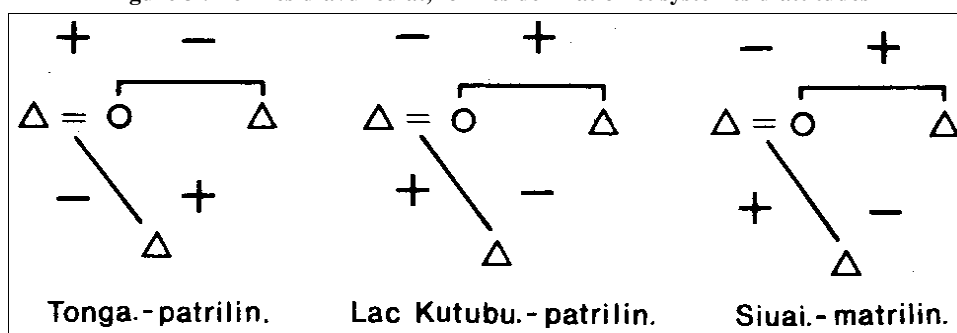 + − − + − +
= = =
− + + − + −
Tonga.-patrilin. Lac Kutubu.-patrilin. Siuai.-matrilin.